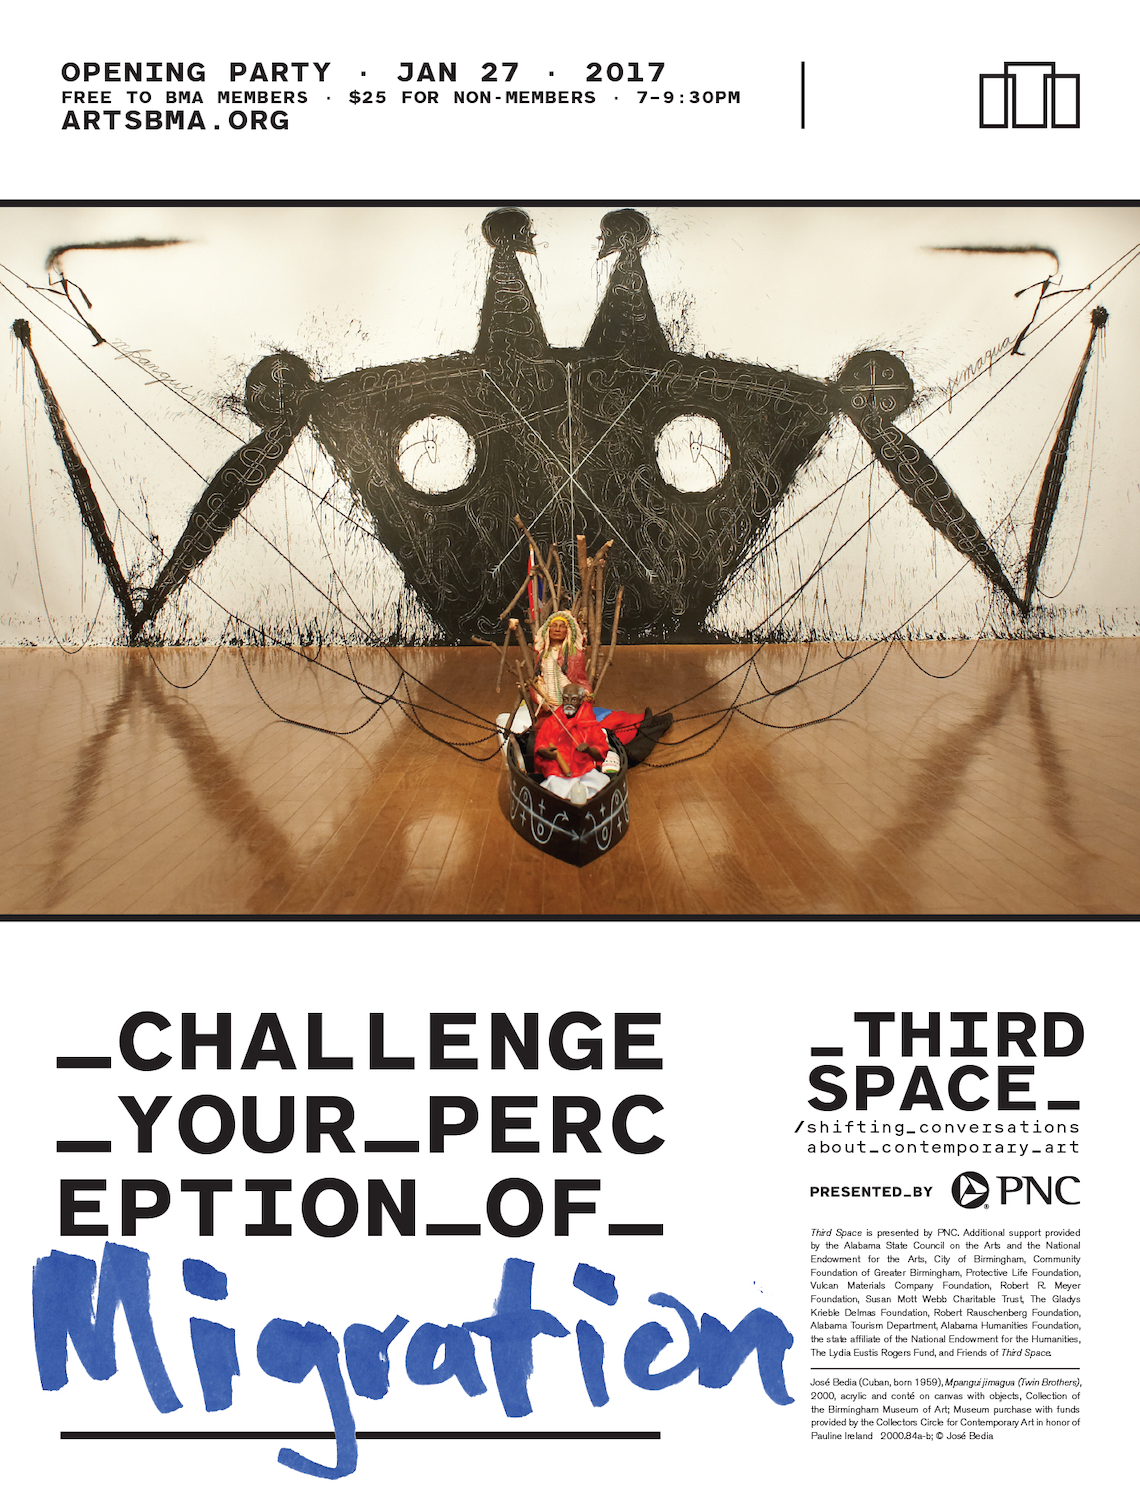 OPENING PARTY · JAN 27 · 2017
FREE TO BMA MEMBERS · $25 FOR NON-MEMBERS · 7–9:30PM
ARTSBMA.ORG
mpangui
jimagua
_CHALLENGE
_YOUR_PERC
EPTION_OF_
Migration
_THIRD
SPACE_
/shifting_conversations
about_contemporary_art
PRESENTED_BY PNC
Third Space is presented by PNC. Additional support provided
by the Alabama State Council on the Arts and the National
Endowment for the Arts, City of Birmingham, Community
Foundation of Greater Birmingham, Protective Life Foundation,
Vulcan Materials Company Foundation, Robert R. Meyer
Foundation, Susan Mott Webb Charitable Trust, The Gladys
Krieble Delmas Foundation, Robert Rauschenberg Foundation,
Alabama Tourism Department, Alabama Humanities Foundation,
the state affiliate of the National Endowment for the Humanities,
The Lydia Eustis Rogers Fund, and Friends of Third Space.
José Bedia (Cuban, born 1959), Mpangui jimagua (Twin Brothers),
2000, acrylic and conté on canvas with objects, Collection of
the Birmingham Museum of Art; Museum purchase with funds
provided by the Collectors Circle for Contemporary Art in honor of
Pauline Ireland 2000.84a-b; © José Bedia